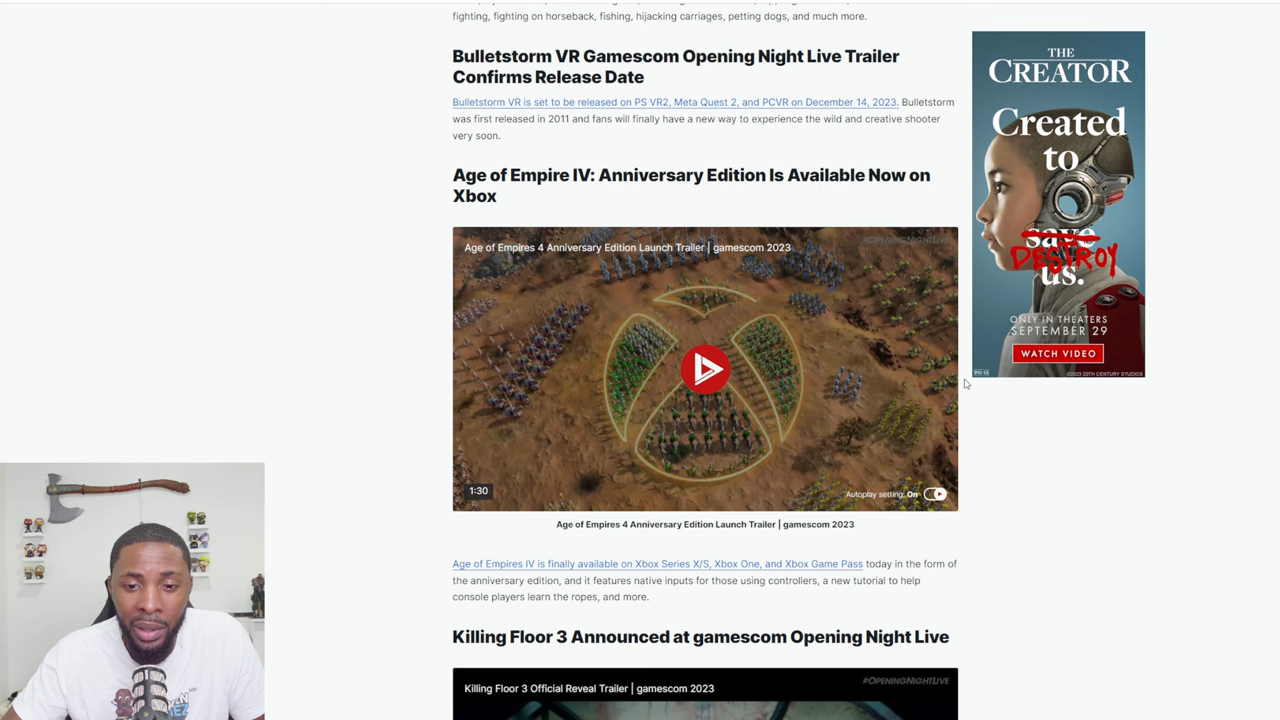 fighting, fighting on horseback, fishing, hijacking carriages, petting dogs, and much more.
Bulletstorm VR Gamescom Opening Night Live Trailer
Confirms Release Date
Bulletstorm VR is set to be released on PS VR2, Meta Quest 2, and PCVR on December 14, 2023. Bulletstorm
was first released in 2011 and fans will finally have a new way to experience the wild and creative shooter
very soon.
Age of Empire IV: Anniversary Edition Is Available Now on
Xbox
Age of Empires 4 Anniversary Edition Launch Trailer | gamescom 2023
#OPENINGNIGHTLIVE
1:30
Autoplay setting: On
Age of Empires 4 Anniversary Edition Launch Trailer | gamescom 2023
Age of Empires IV is finally available on Xbox Series X/S, Xbox One, and Xbox Game Pass today in the form of
the anniversary edition, and it features native inputs for those using controllers, a new tutorial to help
console players learn the ropes, and more.
Killing Floor 3 Announced at gamescom Opening Night Live
Killing Floor 3 Official Reveal Trailer | gamescom 2023
#OPENINGNIGHTLIVE
THE
CREATOR
Created
to
save
DESTROY
us.
ONLY IN THEATERS
SEPTEMBER 29
WATCH VIDEO
PG-13
©2023 20TH CENTURY STUDIOS